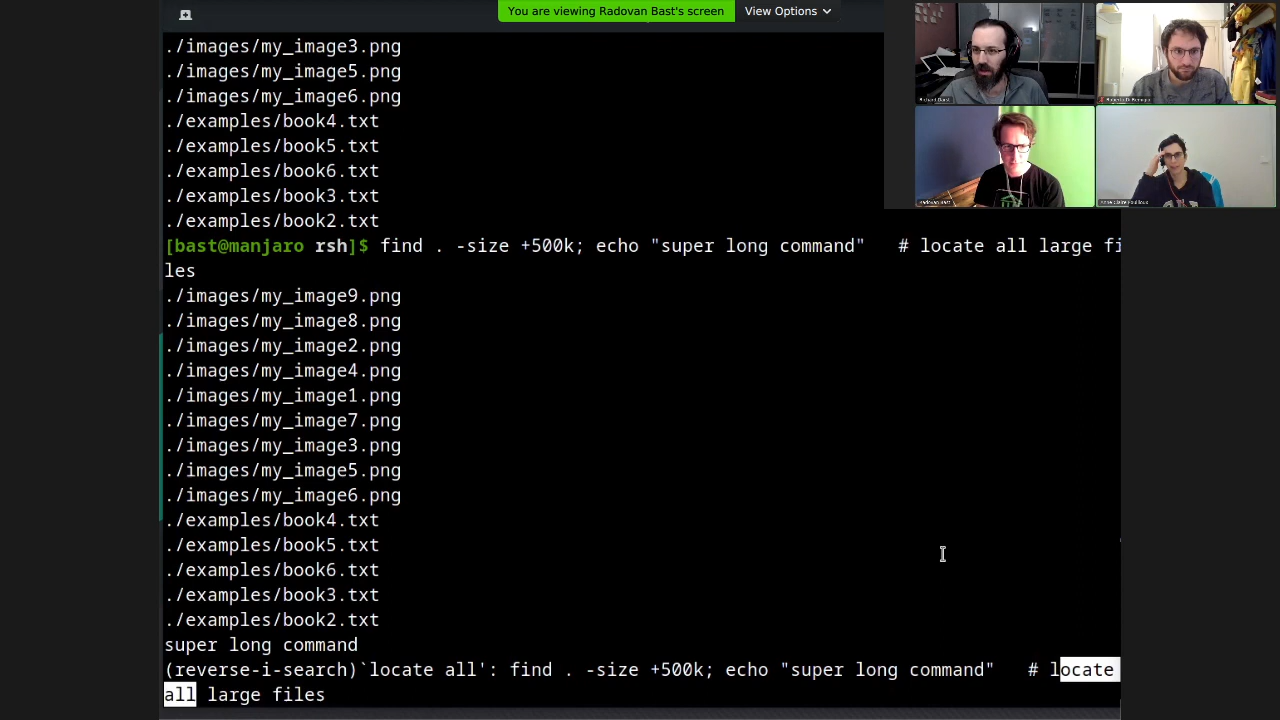 You are viewing Radovan Bast's screen
View Options
./images/my_image3.png
./images/my_image5.png
./images/my_image6.png
./examples/book4.txt
./examples/book5.txt
./examples/book6.txt
./examples/book3.txt
./examples/book2.txt
[bast@manjaro rsh]$ find . -size +500k; echo "super long command"   # locate all large fi
les
./images/my_image9.png
./images/my_image8.png
./images/my_image2.png
./images/my_image4.png
./images/my_image1.png
./images/my_image7.png
./images/my_image3.png
./images/my_image5.png
./images/my_image6.png
./examples/book4.txt
./examples/book5.txt
./examples/book6.txt
./examples/book3.txt
./examples/book2.txt
super long command
(reverse-i-search)`locate all': find . -size +500k; echo "super long command"   # locate
all large files
Richard Darst
Radovan Bast